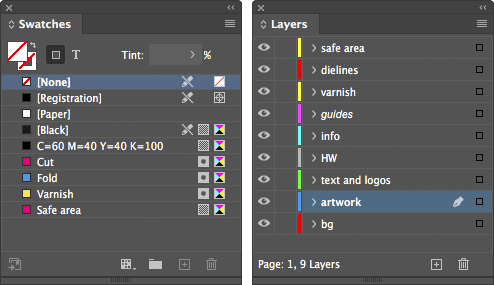 Swatches
T
Tint:
%
[None]
[Registration]
[Paper]
[Black]
C=60 M=40 Y=40 K=100
Cut
Fold
Varnish
Safe area
Layers
safe area
dielines
varnish
guides
info
HW
text and logos
artwork
bg
Page: 1, 9 Layers